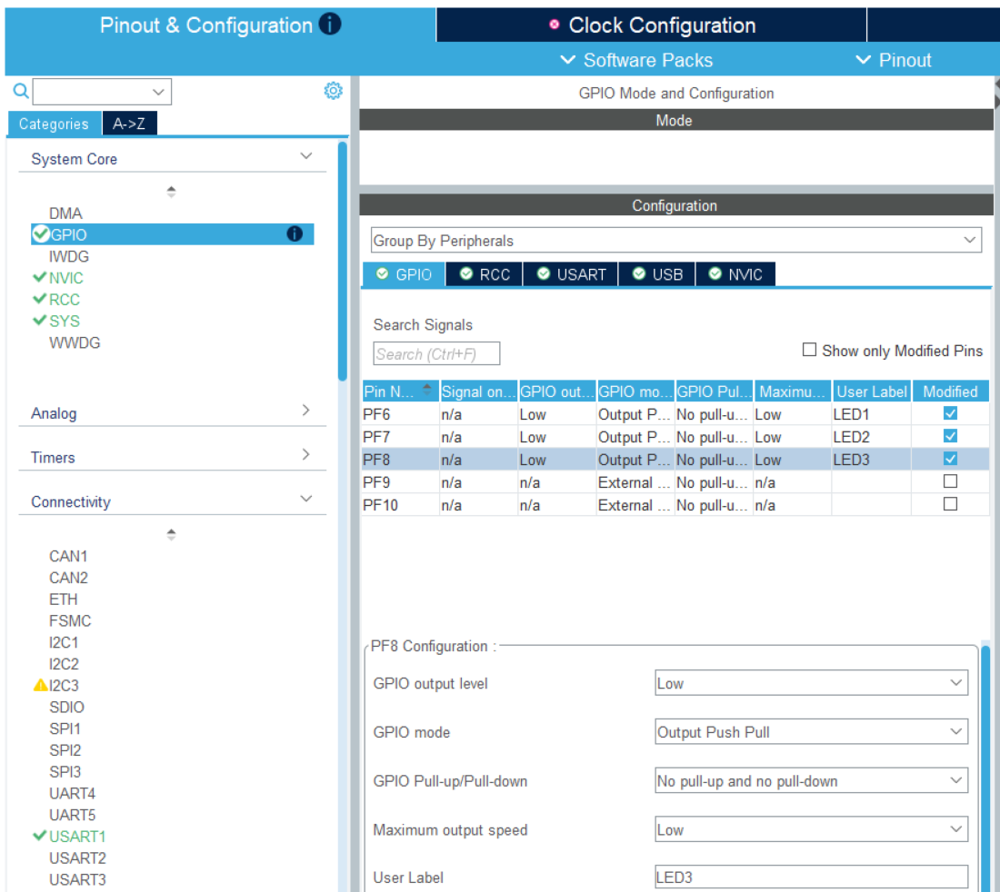 Pinout & Configuration
Clock Configuration
Software Packs
Pinout
Categories
A->Z
System Core
DMA
GPIO
IWDG
NVIC
RCC
SYS
WWDG
Analog
Timers
Connectivity
CAN1
CAN2
ETH
FSMC
I2C1
I2C2
I2C3
SDIO
SPI1
SPI2
SPI3
UART4
UART5
USART1
USART2
USART3
GPIO Mode and Configuration
Mode
Configuration
Group By Peripherals
GPIO RCC USART USB NVIC
Search Signals
Search (Ctrl+F)
Show only Modified Pins
Pin N... Signal on... GPIO out... GPIO mo... GPIO Pul... Maximu... User Label Modified
PF6 n/a Low Output P... No pull-u... Low LED1
PF7 n/a Low Output P... No pull-u... Low LED2
PF8 n/a Low Output P... No pull-u... Low LED3
PF9 n/a n/a External ... No pull-u... n/a
PF10 n/a n/a External ... No pull-u... n/a
PF8 Configuration :
GPIO output level Low
GPIO mode Output Push Pull
GPIO Pull-up/Pull-down No pull-up and no pull-down
Maximum output speed Low
User Label LED3